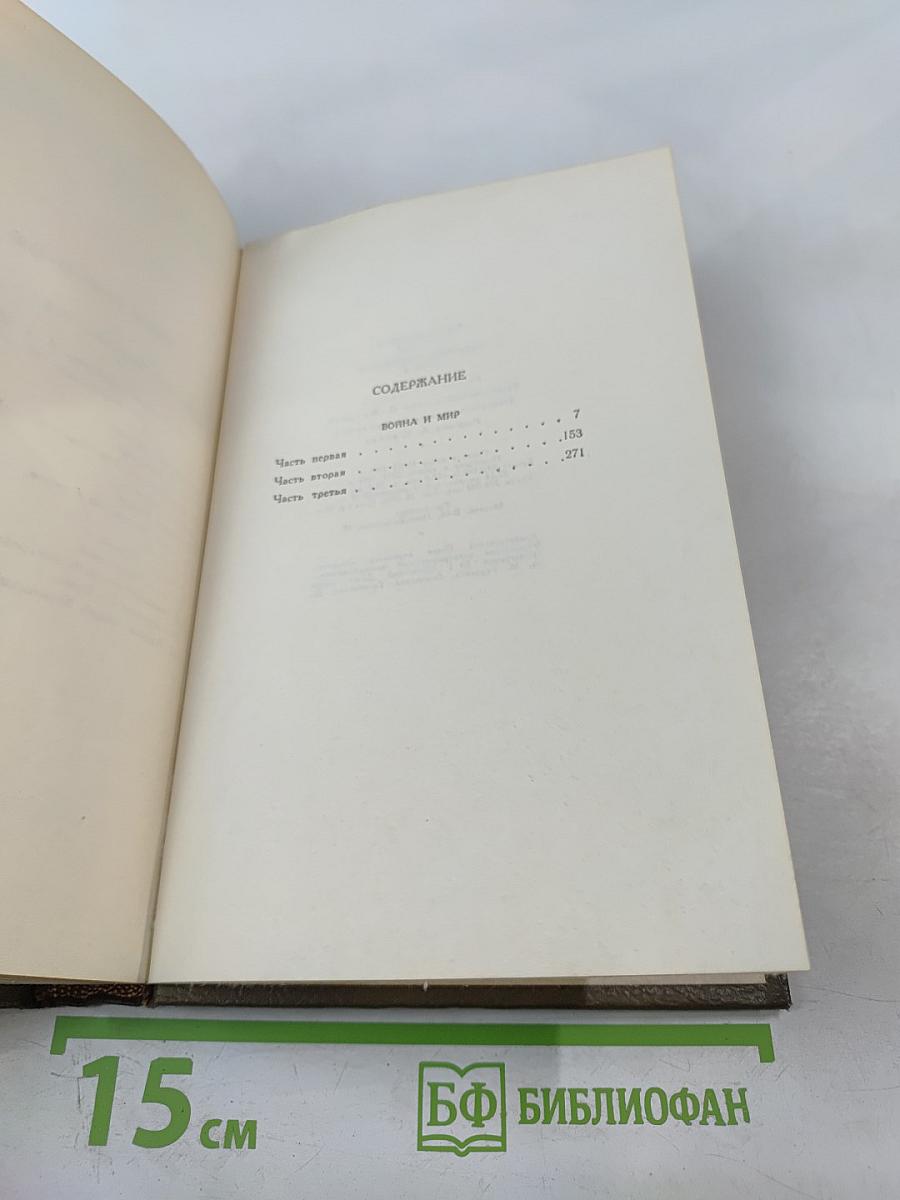 СОДЕРЖАНИЕ
ВОЙНА И МИР
Часть первая . . . . . . . . . . . . . . 7
Часть вторая . . . . . . . . . . . . . .153
Часть третья . . . . . . . . . . . . . .271
15 см
БФ БИБЛИОФАН